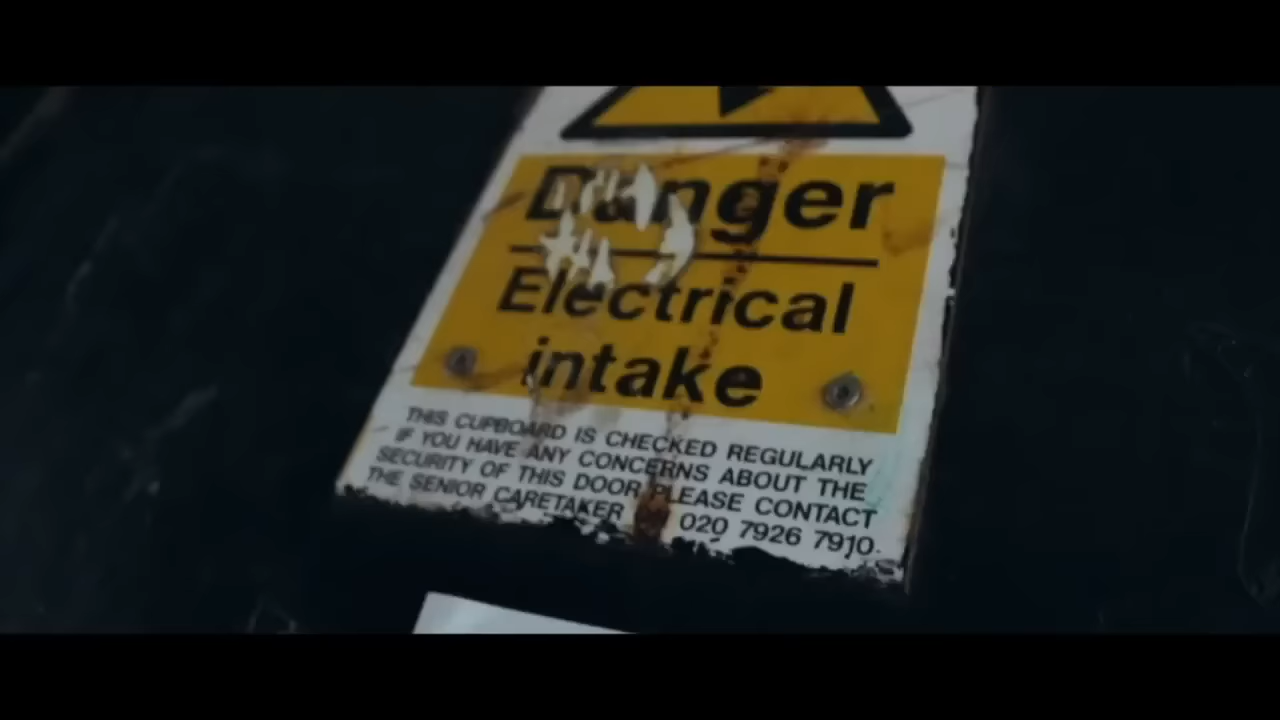 Danger
Electrical
intake
THIS CUPBOARD IS CHECKED REGULARLY
IF YOU HAVE ANY CONCERNS ABOUT THE
SECURITY OF THIS DOOR PLEASE CONTACT
THE SENIOR CARETAKER 020 7926 7910.